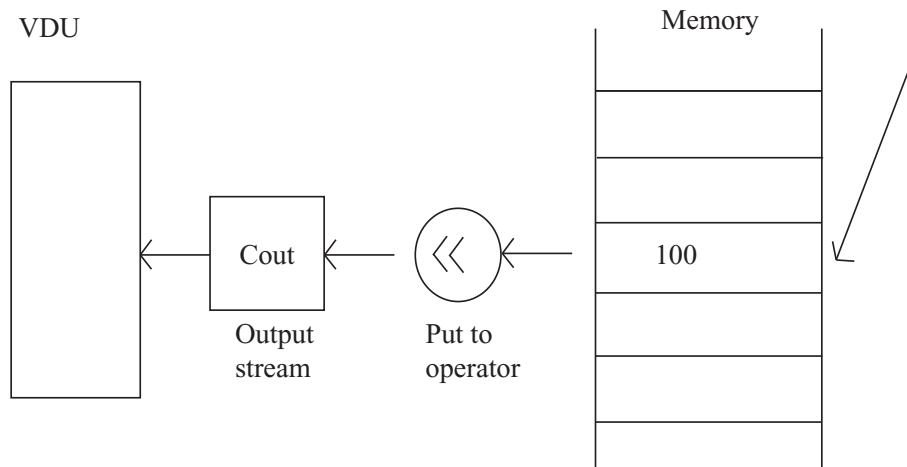 VDU
Memory
Cout
<<
100
Output
stream
Put to
operator